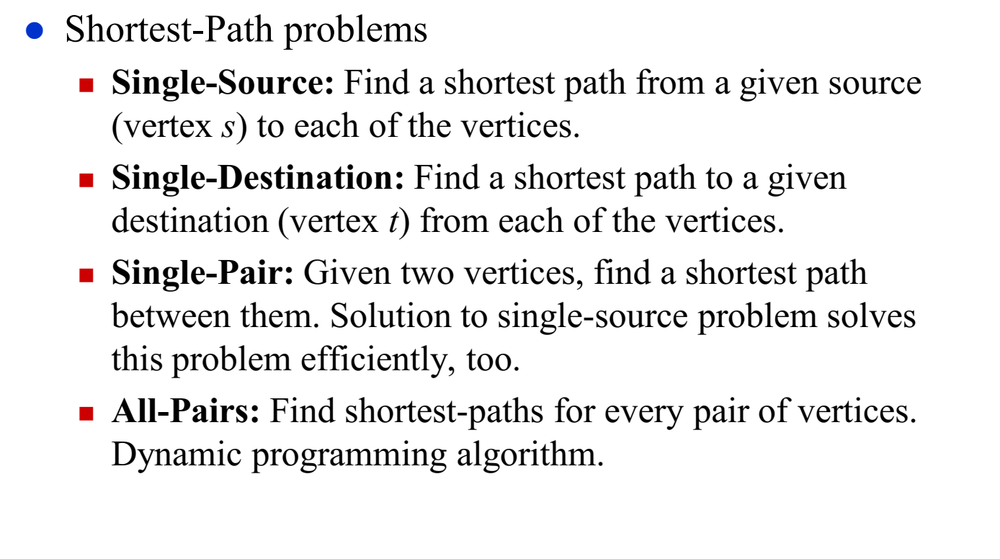 Shortest-Path problems
Single-Source: Find a shortest path from a given source
(vertex s) to each of the vertices.
Single-Destination: Find a shortest path to a given
destination (vertex t) from each of the vertices.
Single-Pair: Given two vertices, find a shortest path
between them. Solution to single-source problem solves
this problem efficiently, too.
All-Pairs: Find shortest-paths for every pair of vertices.
Dynamic programming algorithm.